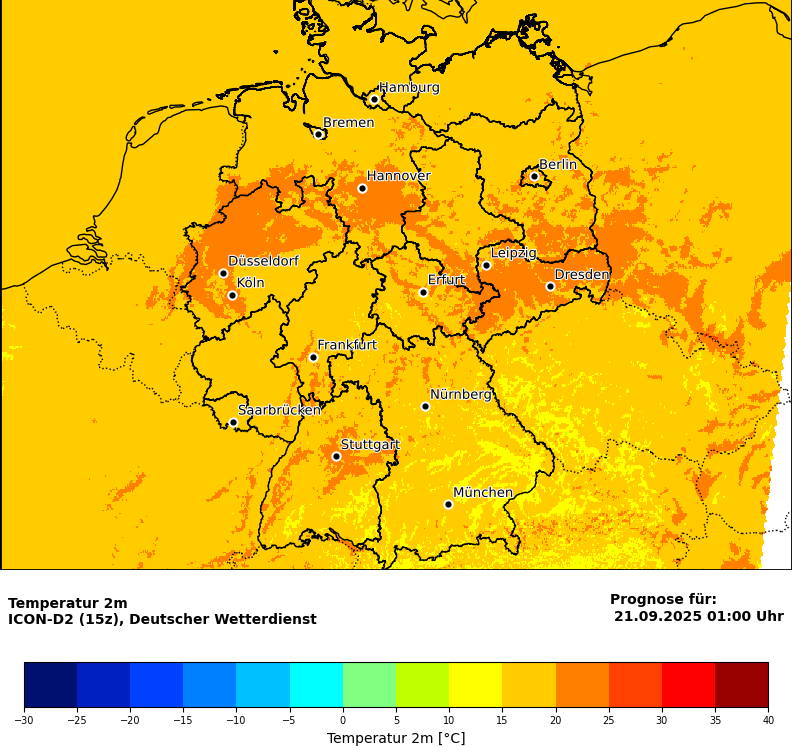 Hamburg
Bremen
Berlin
Hannover
Leipzig
Düsseldorf
Dresden
Köln
Erfurt
Frankfurt
Nürnberg
Saarbrücken
Stuttgart
München
Temperatur 2m
ICON-D2 (15z), Deutscher Wetterdienst
Prognose für:
21.09.2025 01:00 Uhr
−30 −25 −20 −15 −10 −5 0 5 10 15 20 25 30 35 40
Temperatur 2m [°C]